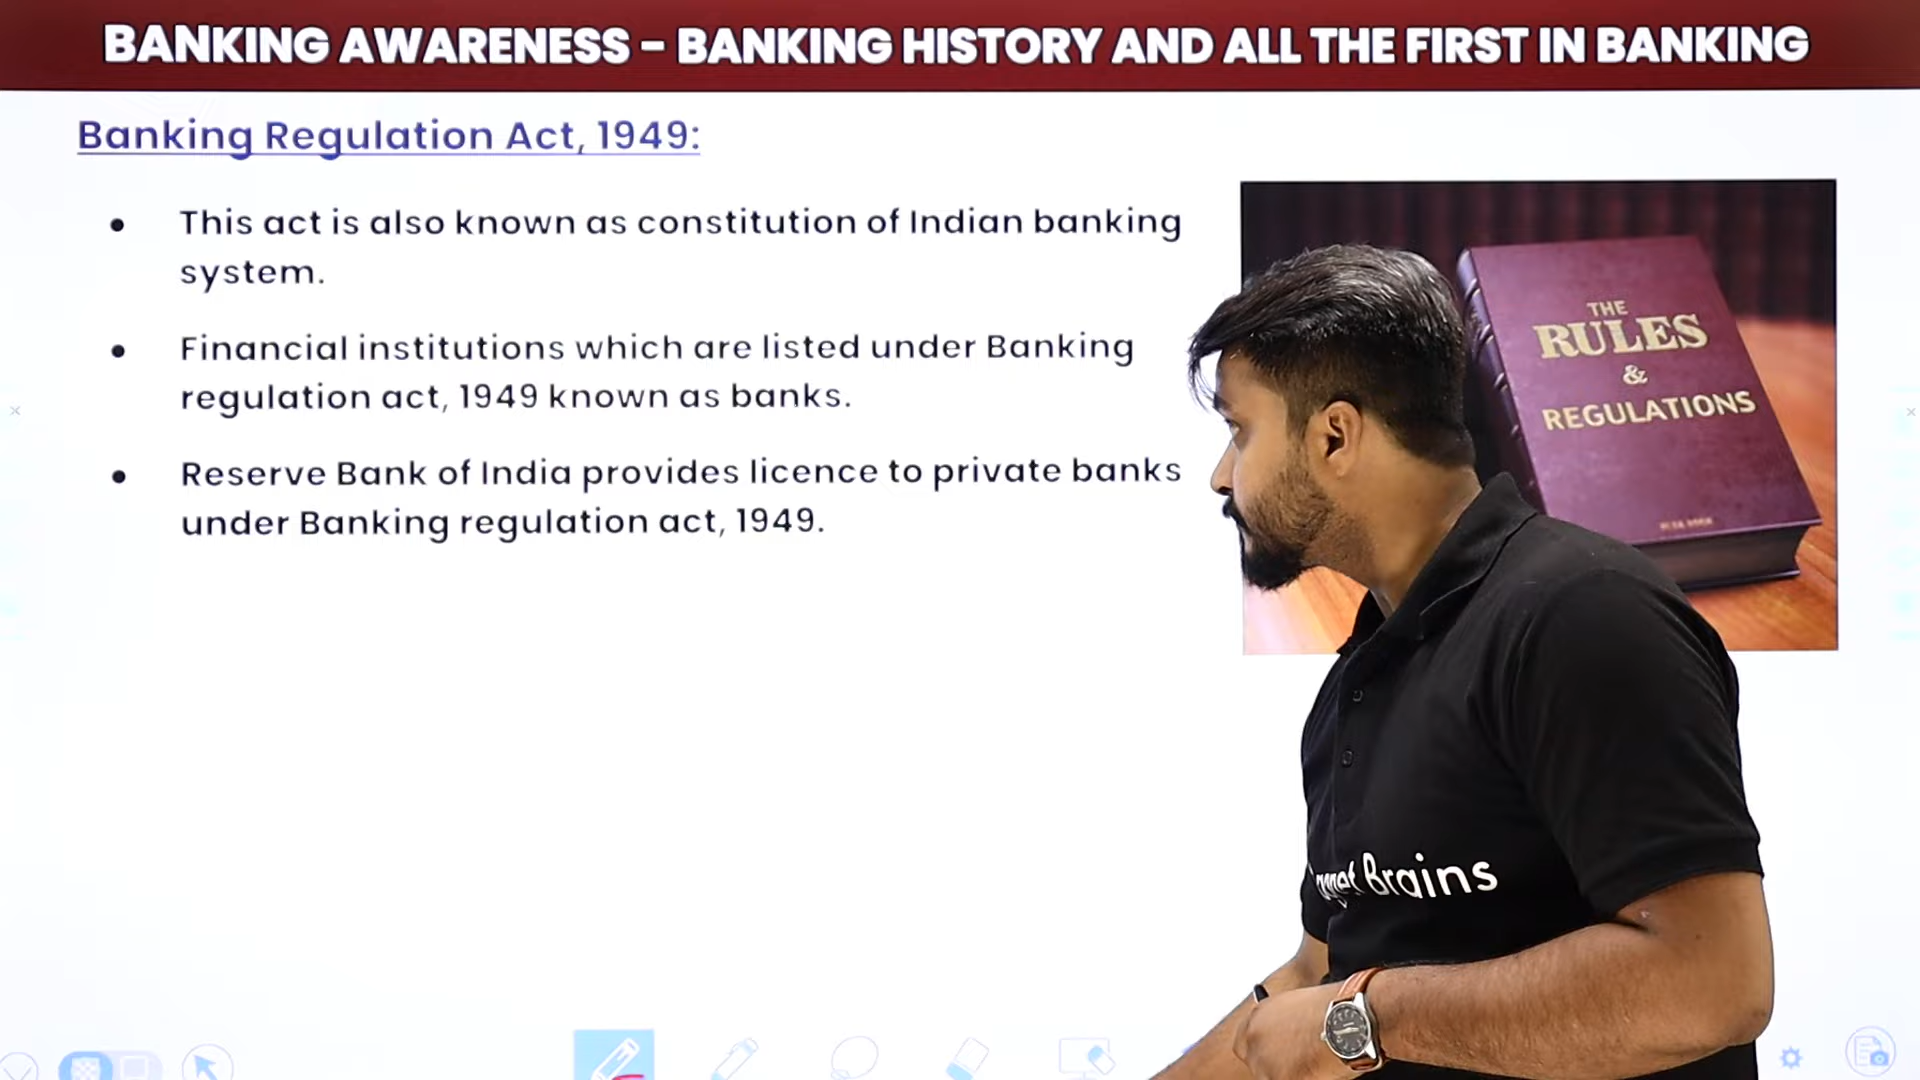 BANKING AWARENESS - BANKING HISTORY AND ALL THE FIRST IN BANKING
Banking Regulation Act, 1949:
• This act is also known as constitution of Indian banking
system.
• Financial institutions which are listed under Banking
regulation act, 1949 known as banks.
• Reserve Bank of India provides licence to private banks
under Banking regulation act, 1949.
THE
RULES
&
REGULATIONS
Brains